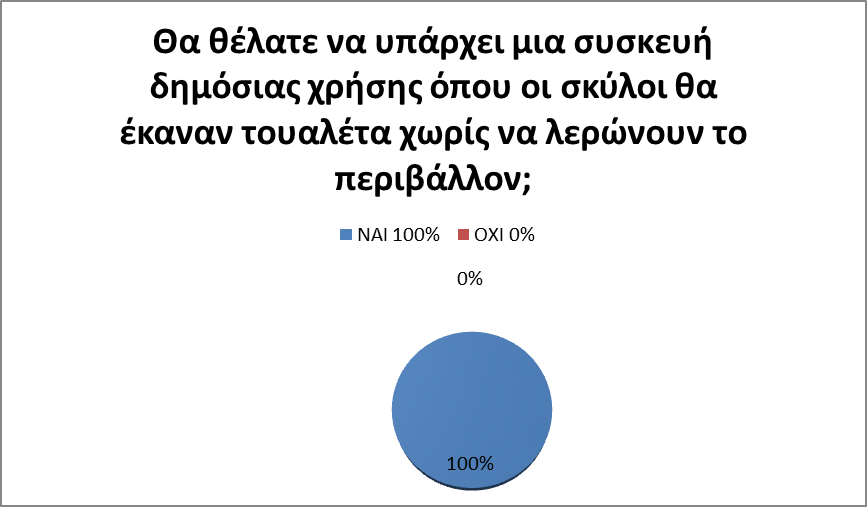 Θα θέλατε να υπάρχει μια συσκευή
δημόσιας χρήσης όπου οι σκύλοι θα
έκαναν τουαλέτα χωρίς να λερώνουν το
περιβάλλον;
ΝΑΙ 100% ΟΧΙ 0%
0%
100%